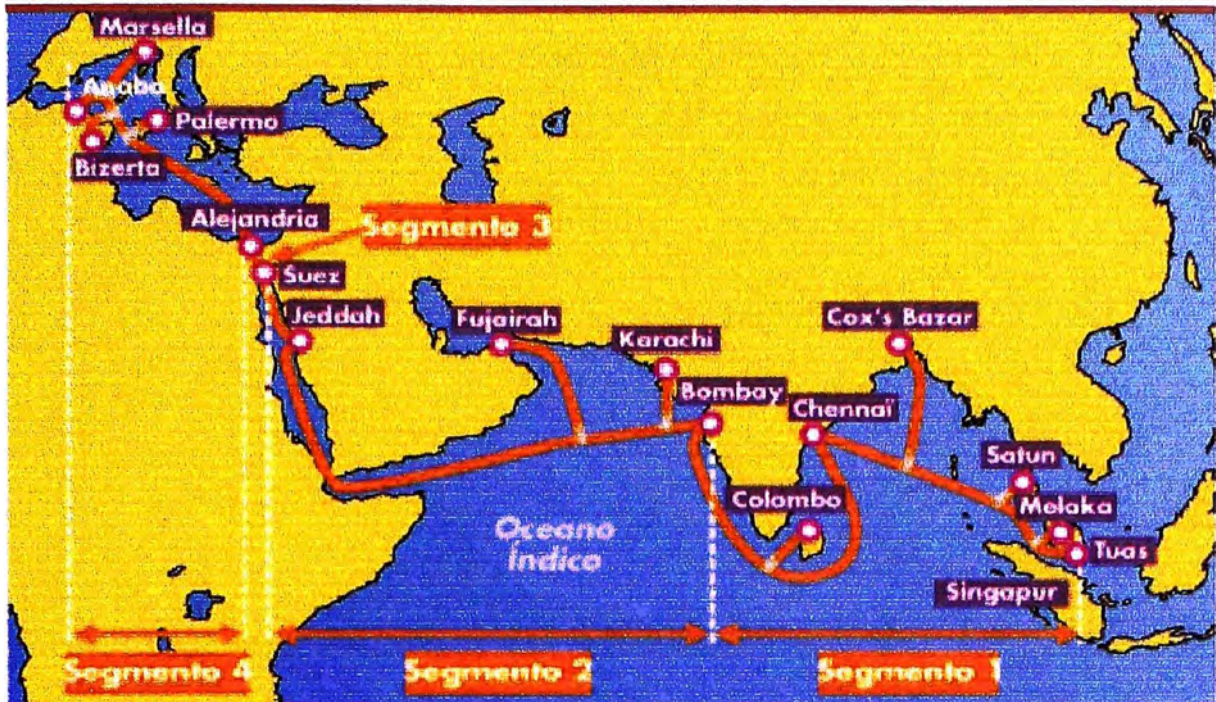 Marsella
Anaba
Palermo
Bizerta
Alejandria
Segmento 3
Suez
Jeddah
Fujairah
Karachi
Cox's Bazar
Bombay
Chennaï
Satun
Colombo
Melaka
Oceano
Índico
Tuas
Singapur
Segmento 4
Segmento 2
Segmento 1